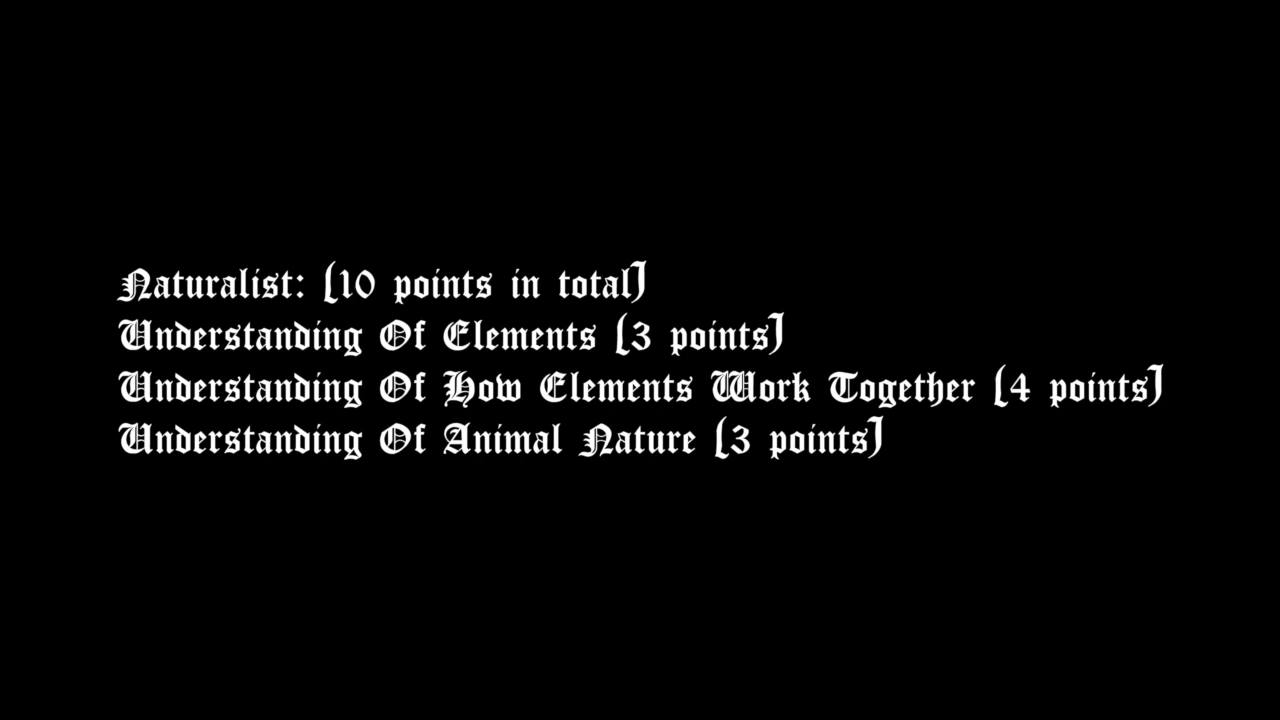 Naturalist: (10 points in total)
Understanding Of Elements (3 points)
Understanding Of How Elements Work Together (4 points)
Understanding Of Animal Nature (3 points)